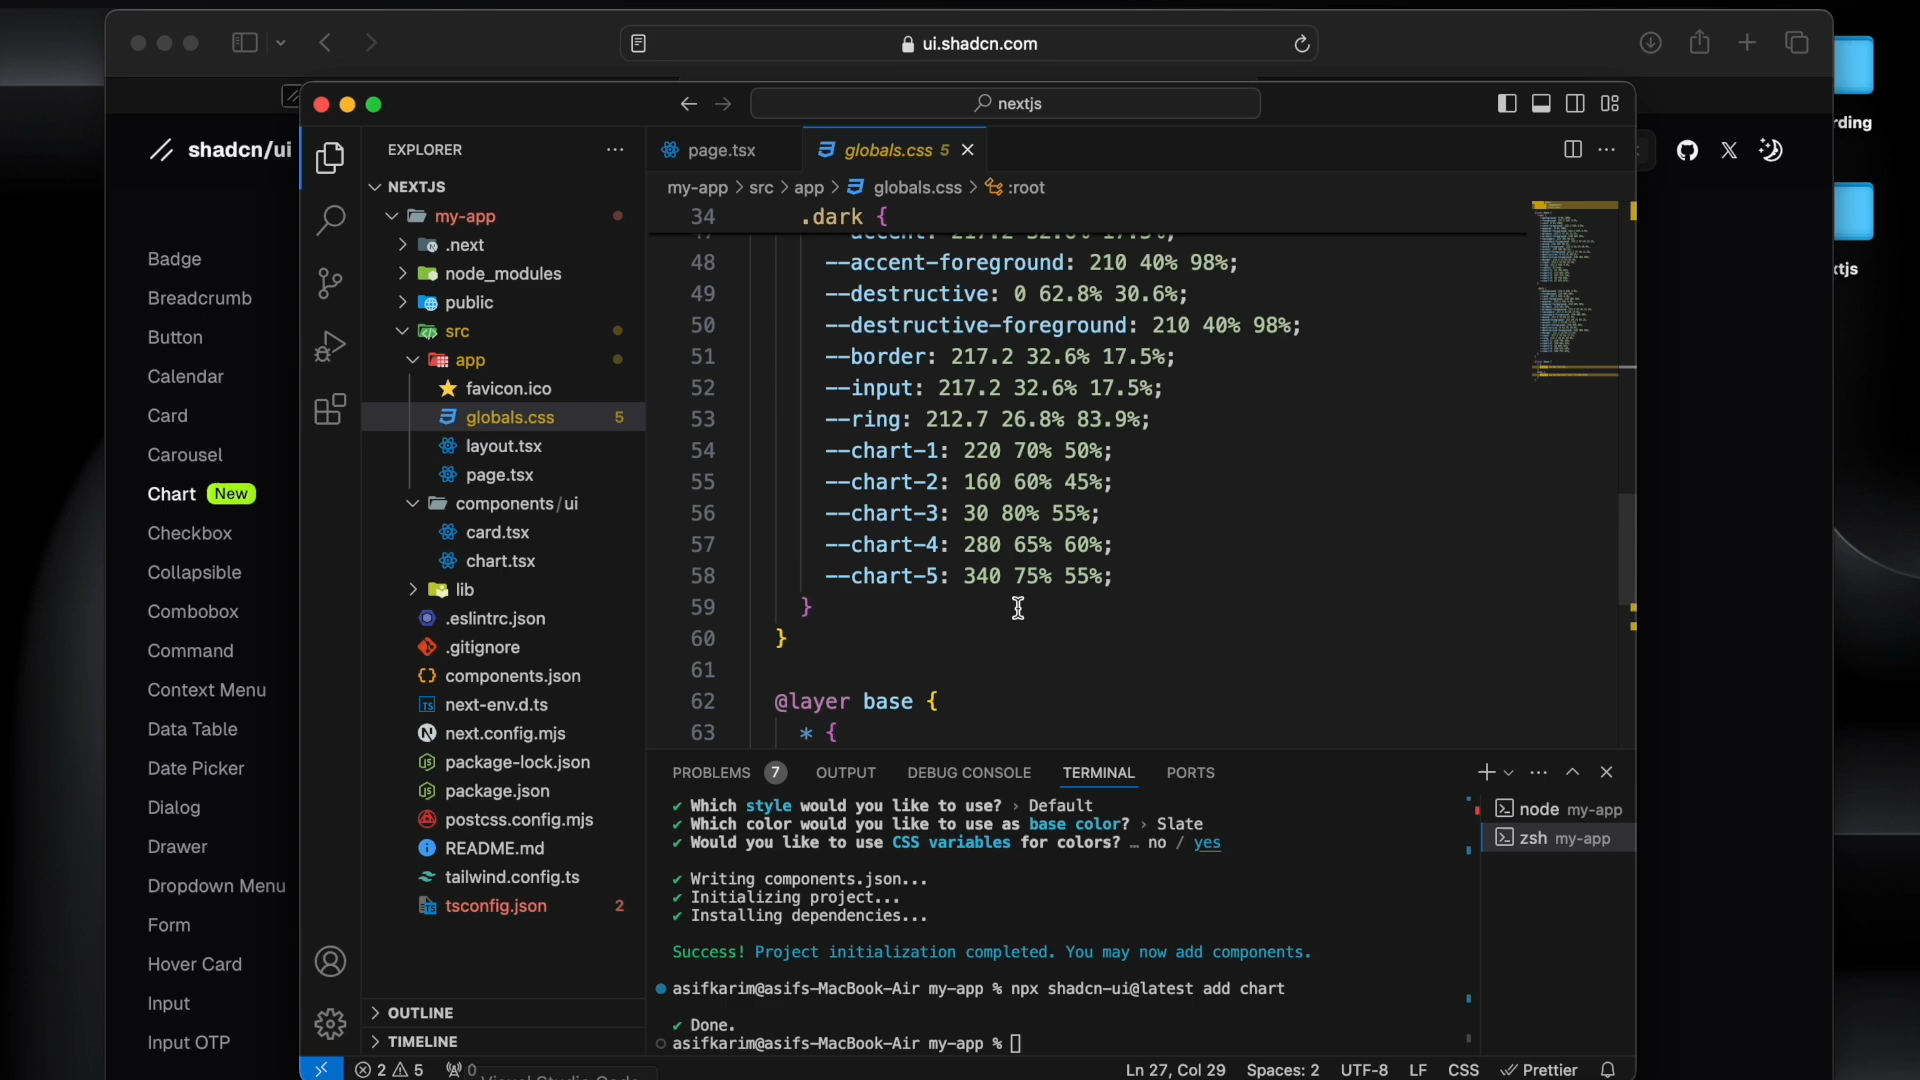 ui.shadcn.com
nextjs
rding
shadcn/ui
EXPLORER
page.tsx
globals.css 5
NEXTJS
my-app > src > app > globals.css > :root
my-app
.next
node_modules
public
src
app
favicon.ico
globals.css 5
layout.tsx
page.tsx
components/ui
card.tsx
chart.tsx
lib
.eslintrc.json
.gitignore
components.json
next-env.d.ts
next.config.mjs
package-lock.json
package.json
postcss.config.mjs
README.md
tailwind.config.ts
tsconfig.json 2
OUTLINE
TIMELINE
Badge
Breadcrumb
Button
Calendar
Card
Carousel
Chart New
Checkbox
Collapsible
Combobox
Command
Context Menu
Data Table
Date Picker
Dialog
Drawer
Dropdown Menu
Form
Hover Card
Input
Input OTP
34 .dark {
48 --accent-foreground: 210 40% 98%;
49 --destructive: 0 62.8% 30.6%;
50 --destructive-foreground: 210 40% 98%;
51 --border: 217.2 32.6% 17.5%;
52 --input: 217.2 32.6% 17.5%;
53 --ring: 212.7 26.8% 83.9%;
54 --chart-1: 220 70% 50%;
55 --chart-2: 160 60% 45%;
56 --chart-3: 30 80% 55%;
57 --chart-4: 280 65% 60%;
58 --chart-5: 340 75% 55%;
59 }
60 }
61
62 @layer base {
63 * {
PROBLEMS 7 OUTPUT DEBUG CONSOLE TERMINAL PORTS
✔ Which style would you like to use? › Default
✔ Which color would you like to use as base color? › Slate
✔ Would you like to use CSS variables for colors? … no / yes
✔ Writing components.json...
✔ Initializing project...
✔ Installing dependencies...
Success! Project initialization completed. You may now add components.
asifkarim@asifs-MacBook-Air my-app % npx shadcn-ui@latest add chart
✔ Done.
asifkarim@asifs-MacBook-Air my-app %
node my-app
zsh my-app
2 5 0
Ln 27, Col 29 Spaces: 2 UTF-8 LF CSS Prettier